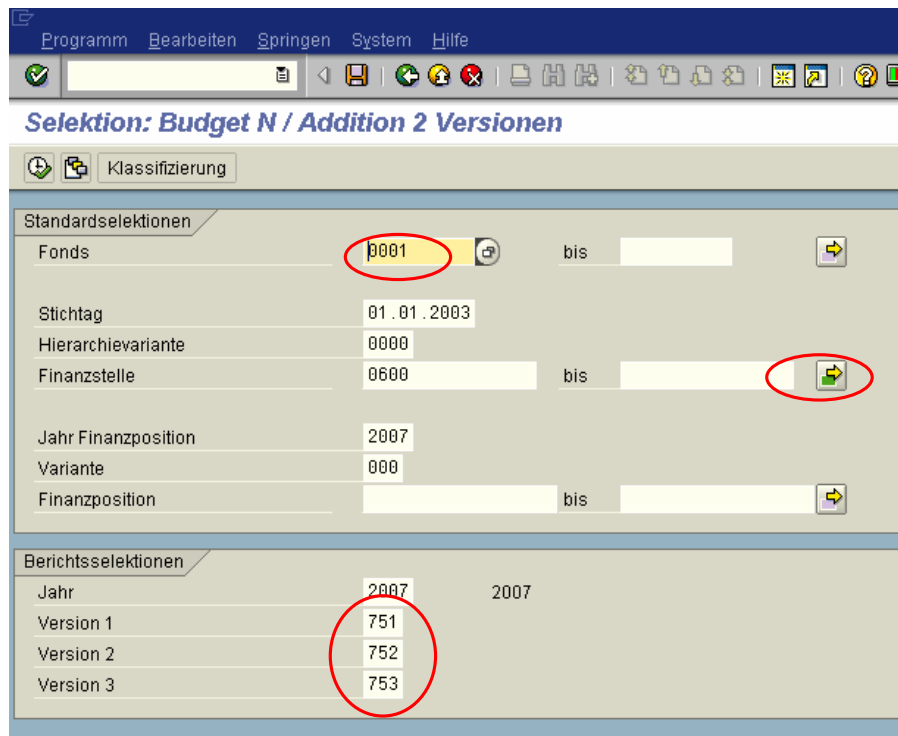 Programm Bearbeiten Springen System Hilfe
Selektion: Budget N / Addition 2 Versionen
Klassifizierung
Standardselektionen
Fonds 0001 bis
Stichtag 01.01.2003
Hierarchievariante 0000
Finanzstelle 0600 bis
Jahr Finanzposition 2007
Variante 000
Finanzposition bis
Berichtsselektionen
Jahr 2007 2007
Version 1 751
Version 2 752
Version 3 753